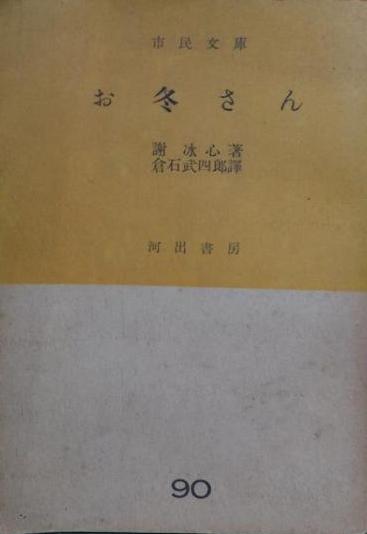 市民文庫
お冬さん
謝冰心著
倉石武四郎譯
河出書房
90